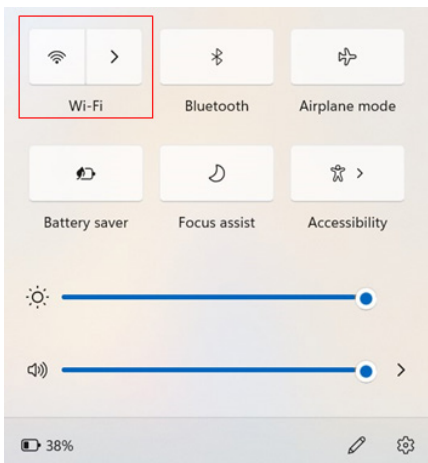 Wi-Fi Bluetooth Airplane mode
Battery saver Focus assist Accessibility
38%